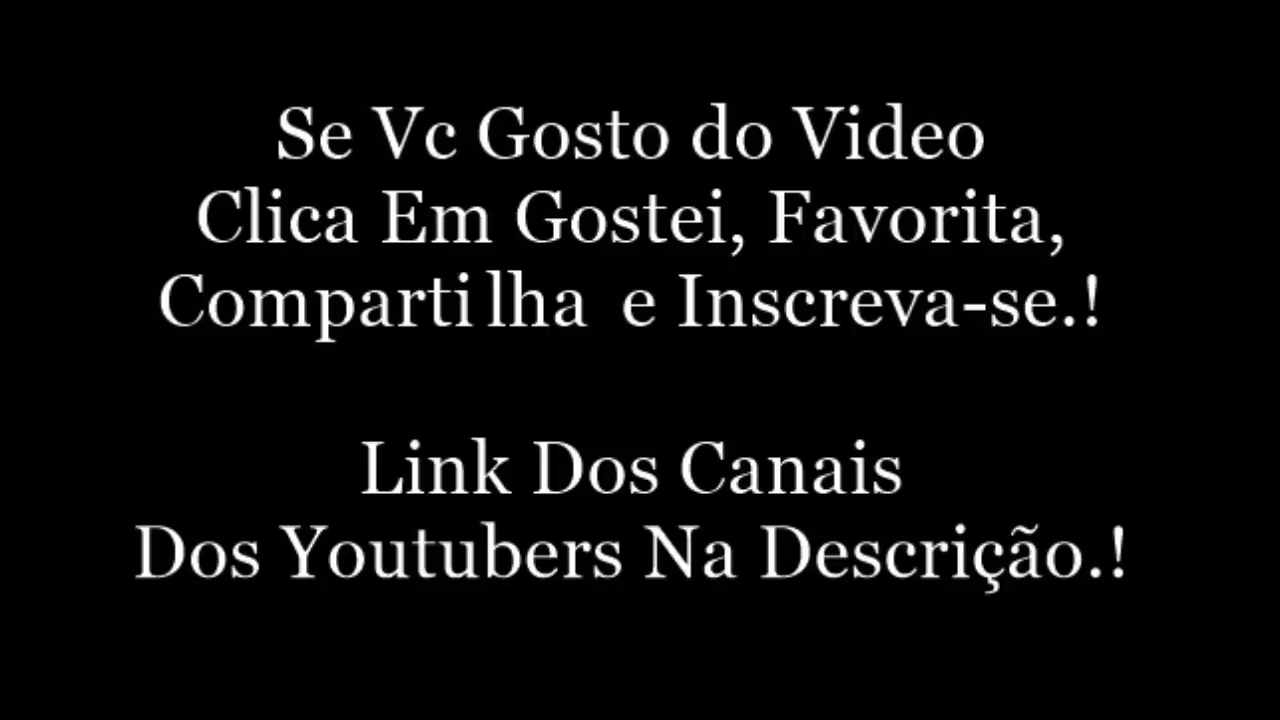 Se Vc Gosto do Video
Clica Em Gostei, Favorita,
Compartilha e Inscreva-se.!
Link Dos Canais
Dos Youtubers Na Descrição.!